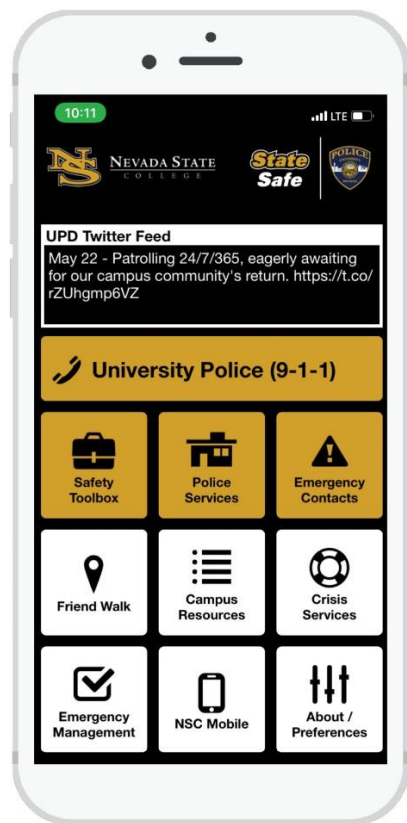 10:11
LTE
NS
NEVADA STATE
COLLEGE
State
Safe
POLICE
UPD Twitter Feed
May 22 - Patrolling 24/7/365, eagerly awaiting
for our campus community's return. https://t.co/
rZUhgmp6VZ
University Police (9-1-1)
Safety
Toolbox
Police
Services
Emergency
Contacts
Friend Walk
Campus
Resources
Crisis
Services
Emergency
Management
NSC Mobile
About /
Preferences